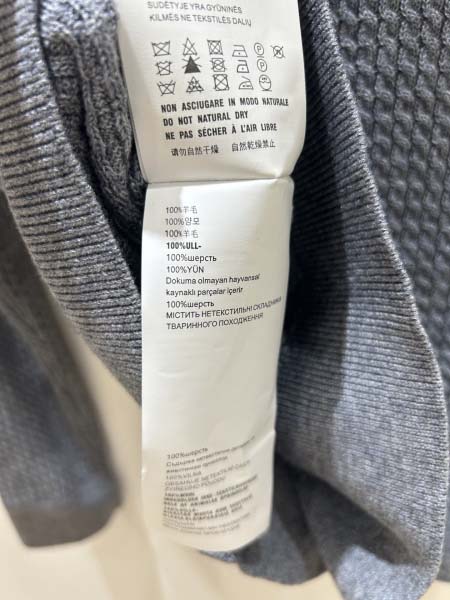 SUDĖTYJE YRA GYVŪNINĖS
KILMĖS NE TEKSTILĖS DALIŲ
NON ASCIUGARE IN MODO NATURALE
DO NOT NATURAL DRY
NE PAS SÉCHER À L'AIR LIBRE
请勿自然干燥 自然乾燥禁止
100%羊毛
100%양모
100%羊毛
100%ULL-
100%шерсть
100%YÜN
Dokuma olmayan hayvansal
kaynaklı parçalar içerir
100%шерсть
МІСТИТЬ НЕТЕКСТИЛЬНІ СКЛАДНИКИ
ТВАРИННОГО ПОХОДЖЕННЯ
100%шерсть
100%VILNA